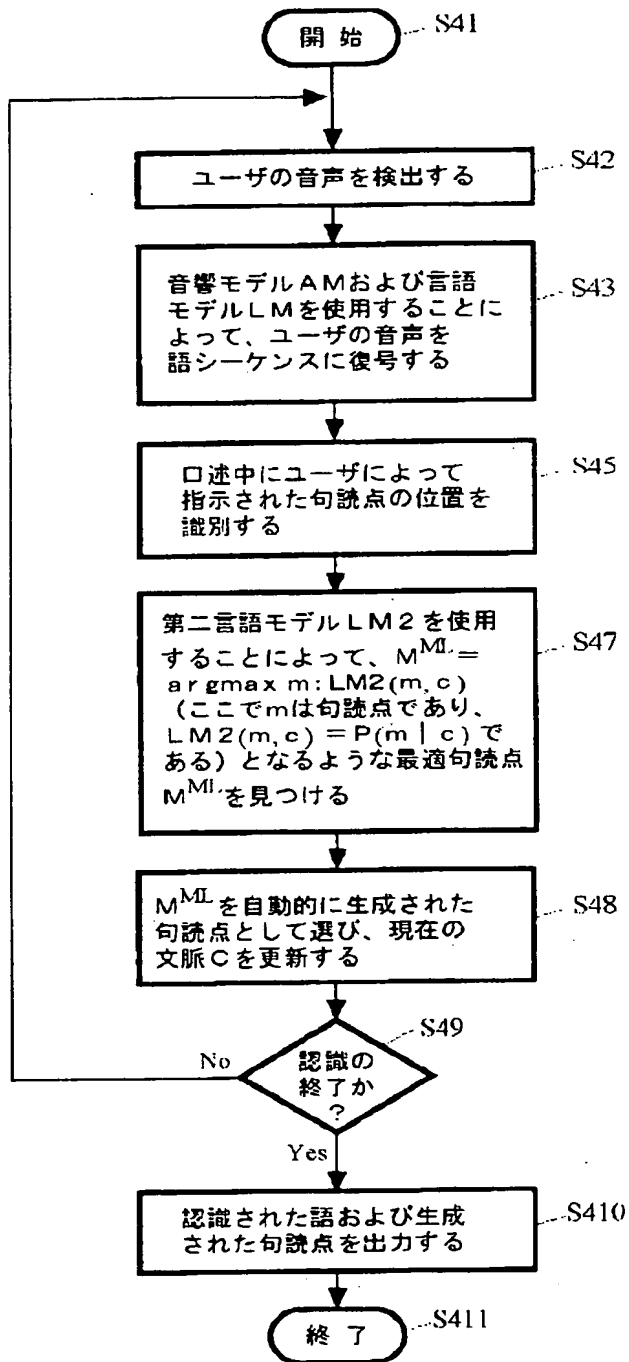 開始
S41
ユーザの音声を検出する
S42
音響モデルAMおよび言語
モデルLMを使用することに
よって、ユーザの音声を
語シーケンスに復号する
S43
口述中にユーザによって
指示された句読点の位置を
識別する
S45
第二言語モデルLM2を使用
することによって、M^ML=
argmax m:LM2(m,c)
(ここでmは句読点であり、
LM2(m,c)=P(m|c)で
ある)となるような最適句読点
M^MLを見つける
S47
M^MLを自動的に生成された
句読点として選び、現在の
文脈Cを更新する
S48
認識の
終了か
?
S49
No
Yes
認識された語および生成
された句読点を出力する
S410
終了
S411